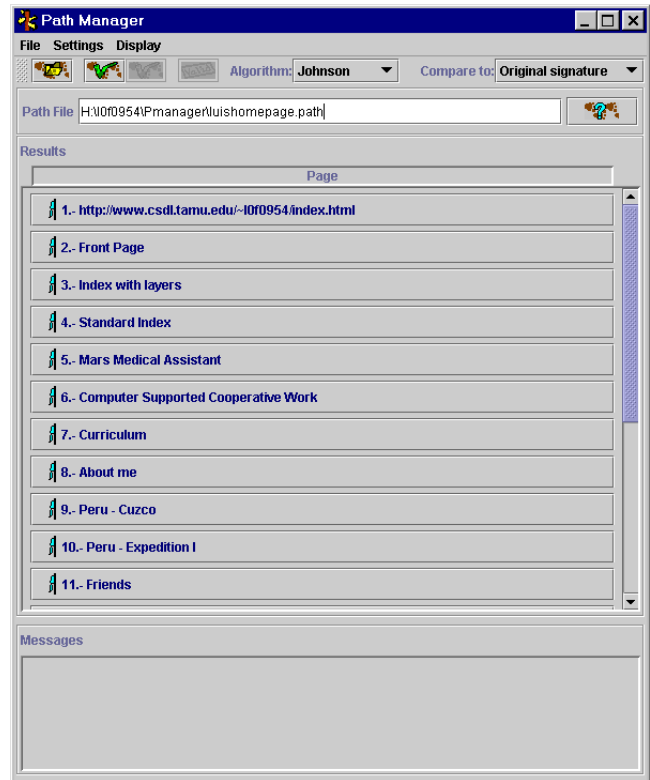 Path Manager
File Settings Display
Algorithm: Johnson Compare to: Original signature
Path File H:\l0f0954\Pmanager\luishomepage.path
Results
Page
1.- http://www.csdl.tamu.edu/~l0f0954/index.html
2.- Front Page
3.- Index with layers
4.- Standard Index
5.- Mars Medical Assistant
6.- Computer Supported Cooperative Work
7.- Curriculum
8.- About me
9.- Peru - Cuzco
10.- Peru - Expedition I
11.- Friends
Messages